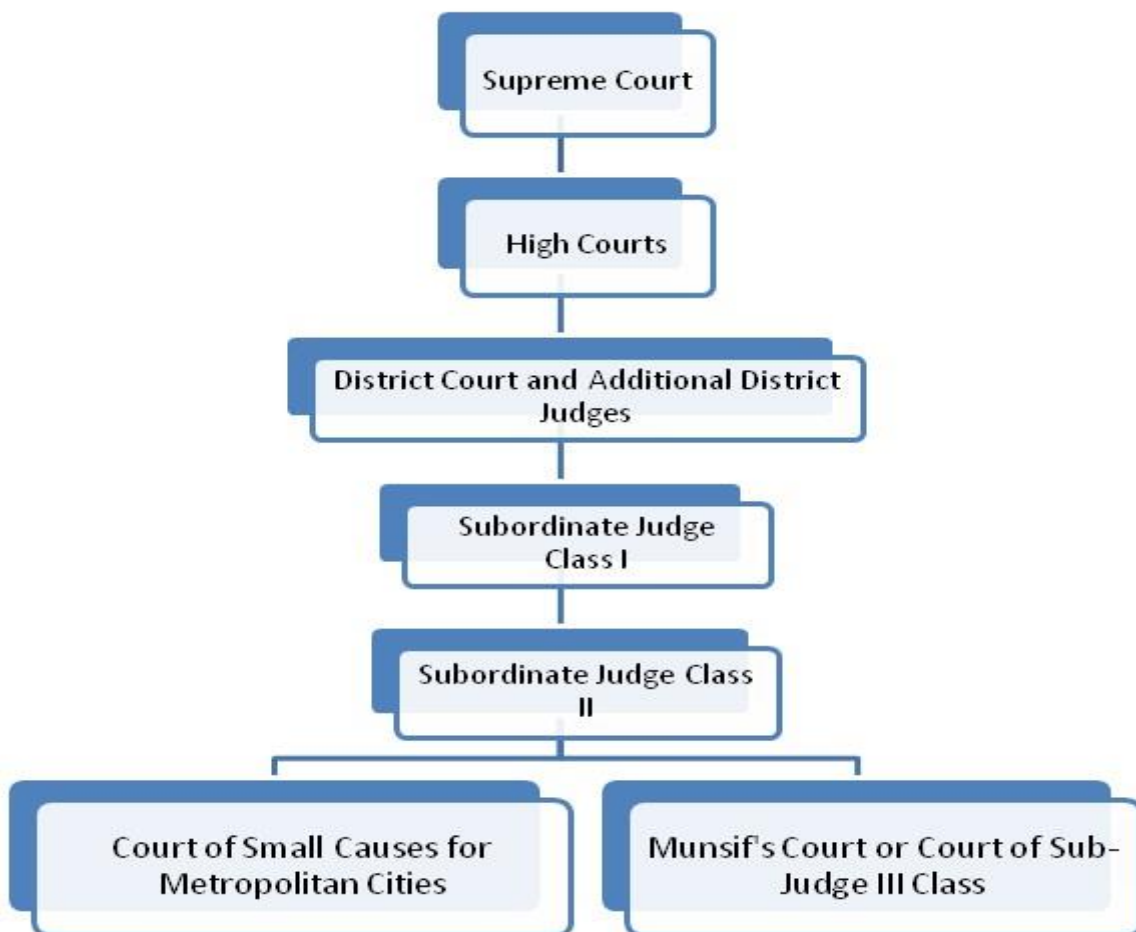 Supreme Court
High Courts
District Court and Additional District
Judges
Subordinate Judge
Class I
Subordinate Judge Class
II
Court of Small Causes for
Metropolitan Cities
Munsif's Court or Court of Sub-
Judge III Class